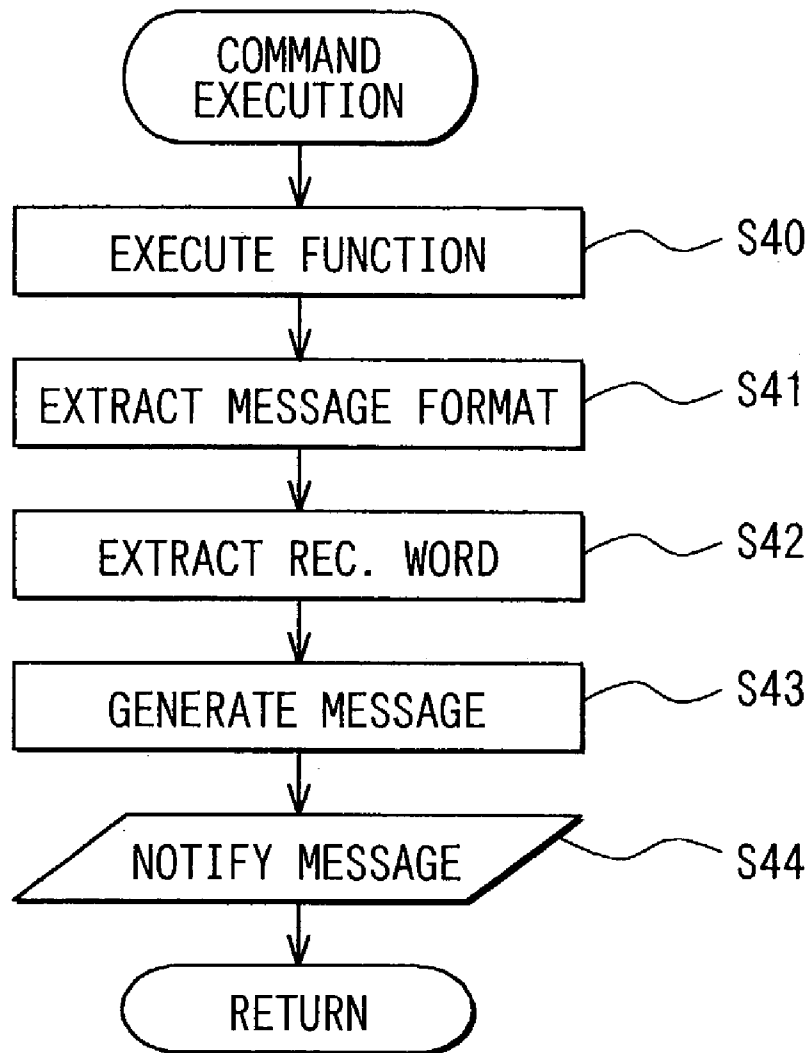 COMMAND
EXECUTION
EXECUTE FUNCTION
S40
EXTRACT MESSAGE FORMAT
S41
EXTRACT REC. WORD
S42
GENERATE MESSAGE
S43
NOTIFY MESSAGE
S44
RETURN